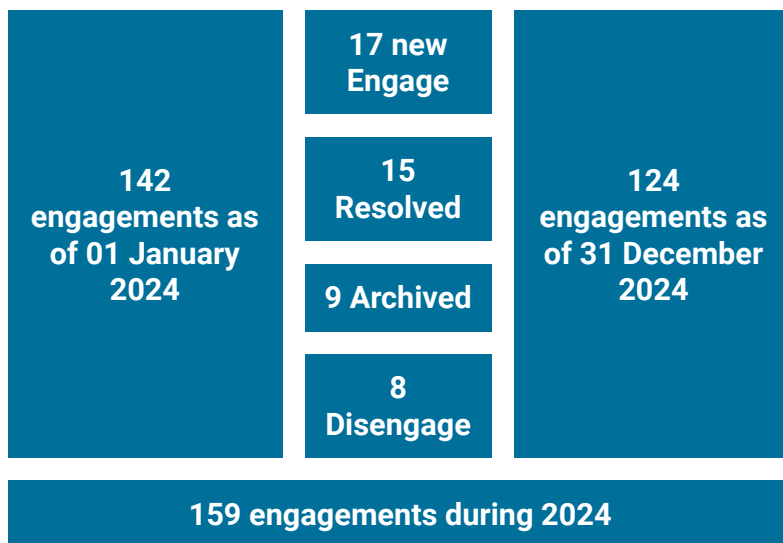 142
engagements as
of 01 January
2024
17 new
Engage
15
Resolved
9 Archived
8
Disengage
124
engagements as
of 31 December
2024
159 engagements during 2024